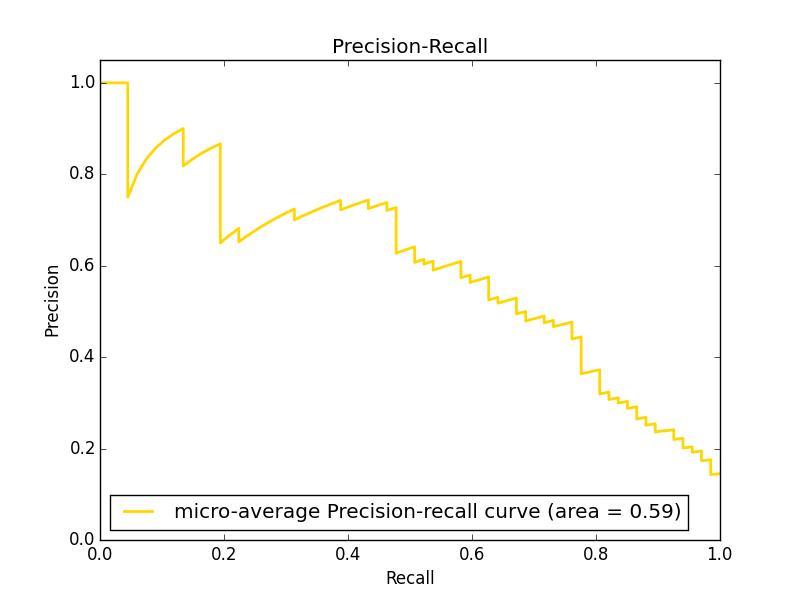 Precision-Recall
1.0
0.8
0.6
0.4
0.2
0.0
Precision
micro-average Precision-recall curve (area = 0.59)
0.0 0.2 0.4 0.6 0.8 1.0
Recall